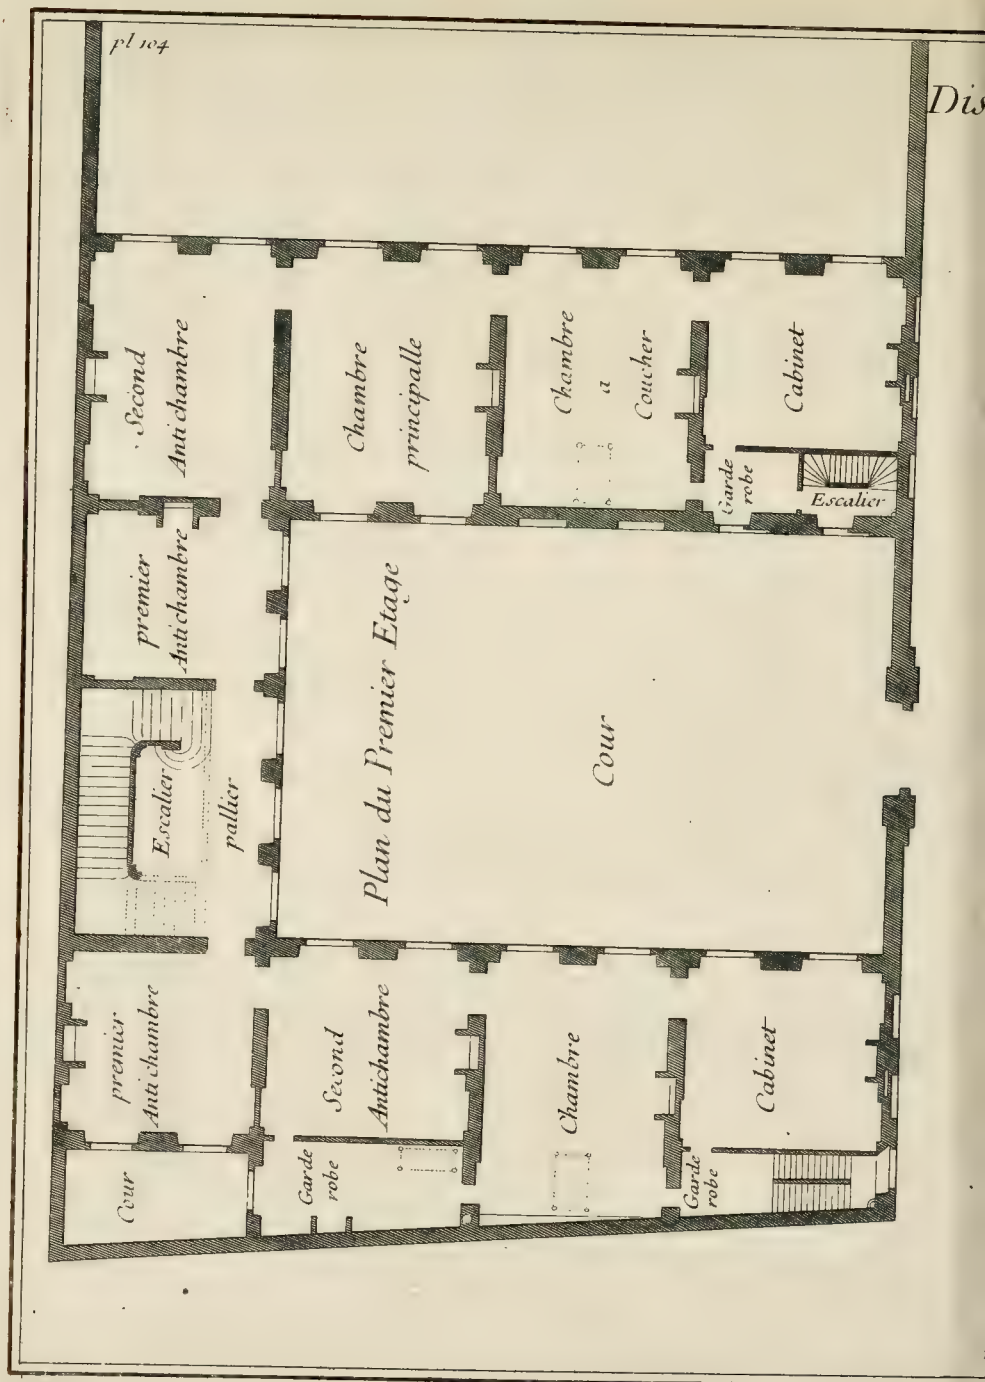 pl 104
Dis
Second
Antichambre
Chambre
principalle
Chambre
a
Coucher
Cabinet
Garde
robe
Escalier
premier
Antichambre
Escalier
pallier
Plan du Premier Etage
Cour
premier
Antichambre
Second
Antichambre
Chambre
Cabinet
Cour
Garde
robe
Garde
robe